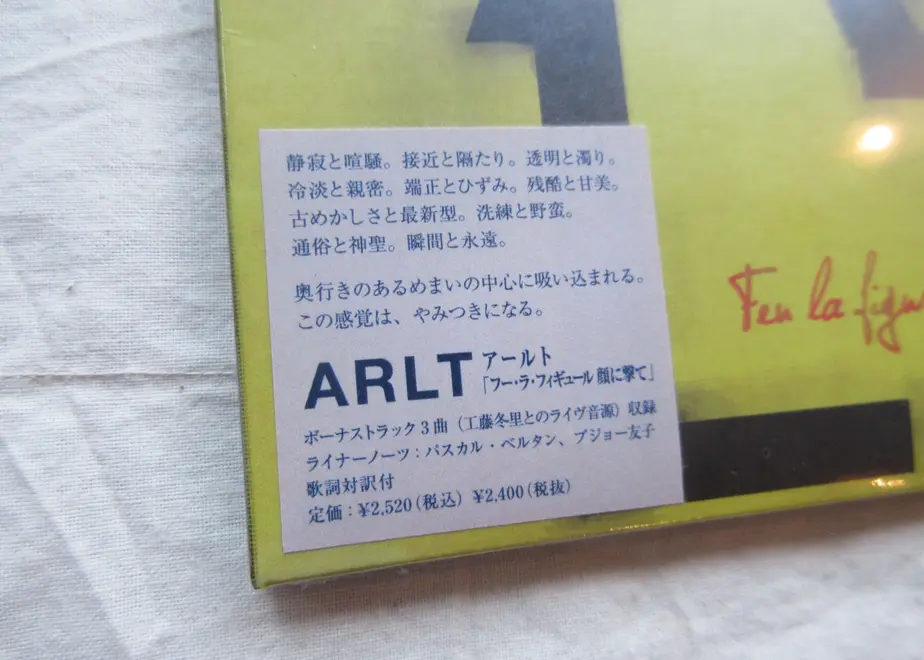 静寂と喧騒。接近と隔たり。透明と濁り。
冷淡と親密。端正とひずみ。残酷と甘美。
古めかしさと最新型。洗練と野蛮。
通俗と神聖。瞬間と永遠。
奥行きのあるめまいの中心に吸い込まれる。
この感覚は、やみつきになる。
ARLT アールト
「フー・ラ・フィギュール 顔に撃て」
ボーナストラック3曲(工藤冬里とのライヴ音源)収録
ライナーノーツ:パスカル・ベルタン、プジョー友子
歌詞対訳付
定価:¥2,520(税込) ¥2,400(税抜)
Feu la figu